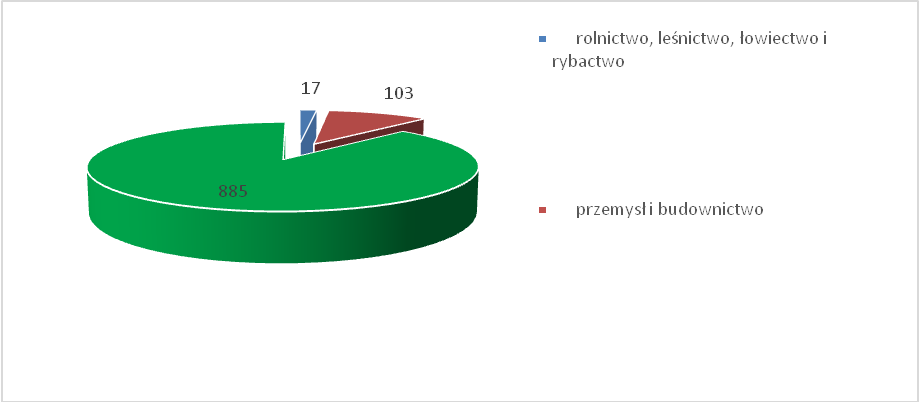 rolnictwo, leśnictwo, łowiectwo i
rybactwo
17
103
885
przemysł i budownictwo